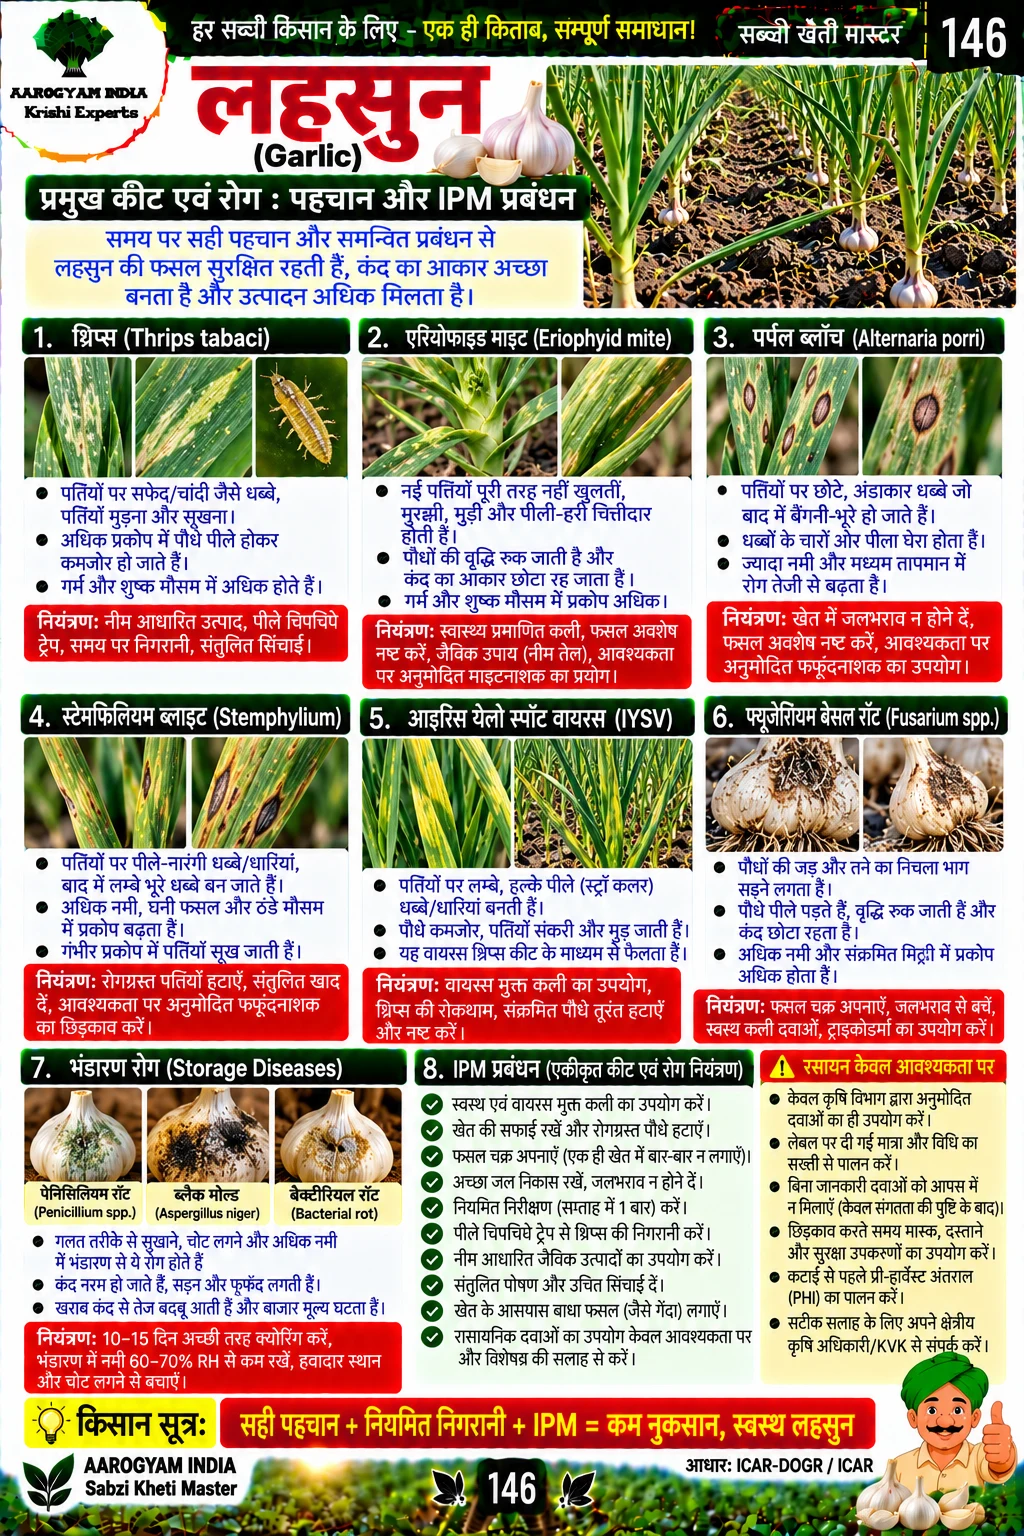 AAROGYAM INDIA
Krishi Experts
हर सब्जी किसान के लिए – एक ही किताब, सम्पूर्ण समाधान!
सब्जी खेती मास्टर
146
लहसुन
(Garlic)
प्रमुख कीट एवं रोग : पहचान और IPM प्रबंधन
समय पर सही पहचान और समन्वित प्रबंधन से
लहसुन की फसल सुरक्षित रहती हैं, कंद का आकार अच्छा
बनता है और उत्पादन अधिक मिलता है।
1. थ्रिप्स (Thrips tabaci)
पतियों पर सफेद/चांदी जैसे धब्बे,
पतियों मुड़ना और सूखना।
अधिक प्रकोप में पौधे पीले होकर
कमजोर हो जाते हैं।
गर्म और शुष्क मौसम में अधिक होते हैं।
नियंत्रण: नीम आधारित उत्पाद, पीले चिपचिपे
ट्रेप, समय पर निगरानी, संतुलित सिंचाई।
2. एरियोफाइड माइट (Eriophyid mite)
नई पत्तियों पूरी तरह नहीं खुलतीं,
मुरझी, मुड़ी और पीली-हरी चित्तीदार
होती हैं।
पौधों की वृद्धि रुक जाती है और
कंद का आकार छोटा रह जाता हैं।
गर्म और शुष्क मौसम में प्रकोप अधिक।
नियंत्रण: स्वास्थ्य प्रमाणित कली, फसल अवशेष
नष्ट करें, जैविक उपाय (नीम तेल), आवश्यकता
पर अनुमोदित माइटनाशक का प्रयोग।
3. पर्पल ब्लॉच (Alternaria porri)
पत्तियों पर छोटे, अंडाकार धब्बे जो
बाद में बैंगनी-भूरे हो जाते हैं।
धब्बों के चारों ओर पीला घेरा होता हैं।
ज्यादा नमी और मध्यम तापमान में
रोग तेजी से बढ़ता हैं।
नियंत्रण: खेत में जलभराव न होने दें,
फसल अवशेष नष्ट करें, आवश्यकता पर
अनुमोदित फफूंदनाशक का उपयोग।
4. स्टेमफिलियम ब्लाइट (Stemphylium)
पतियों पर पीले-नारंगी धब्बे/धारियां,
बाद में लम्बे भूरे धब्बे बन जाते हैं।
अधिक नमी, घनी फसल और ठंडे मौसम
में प्रकोप बढ़ता हैं।
गंभीर प्रकोप में पतियाँ सूख जाती हैं।
नियंत्रण: रोगग्रस्त पतियों हटाएँ, संतुलित खाद
दें, आवश्यकता पर अनुमोदित फफूंदनाशक
का छिड़काव करें।
5. आइरिस येलो स्पॉट वायरस (IYSV)
पतियों पर लम्बे, हल्के पीले (स्ट्रॉ कलर)
धब्बे/धारियां बनती हैं।
पौधे कमजोर, पतियों संकरी और मुड़ जाती हैं।
यह वायरस थ्रिप्स कीट के माध्यम से फैलता हैं।
नियंत्रण: वायरस मुक्त कली का उपयोग,
थ्रिप्स की रोकथाम, संक्रमित पौधे तुरंत हटाएँ
और नष्ट करें।
6. फ्यूजेरियम बेसल रॉट (Fusarium spp.)
पौधों की जड़ और तने का निचला भाग
सड़ने लगता हैं।
पौधे पीले पड़ते हैं, वृद्धि रुक जाती हैं और
कंद छोटा रहता है।
अधिक नमी और संक्रमित मिट्टी में प्रकोप
अधिक होता हैं।
नियंत्रण: फसल चक्र अपनाएँ, जलभराव से बचें,
स्वस्थ कली दवाओं, ट्राइकोडर्मा का उपयोग करें।
7. भंडारण रोग (Storage Diseases)
पेनिसिलियम रॉट
(Penicillium spp.)
ब्लैक मोल्ड
(Aspergillus niger)
बैक्टीरियल रॉट
(Bacterial rot)
गलत तरीके से सुखाने, चोट लगने और अधिक नमी
में भंडारण से ये रोग होते हैं
कंद नरम हो जाते हैं, सड़न और फूफंद लगती हैं।
खराब कंद से तेज बदबू आती हैं और बाजार मूल्य घटता हैं।
नियंत्रण: 10–15 दिन अच्छी तरह क्योरिंग करें,
भंडारण में नमी 60–70% RH से कम रखें, हवादार स्थान
और चोट लगने से बचाएं।
8. IPM प्रबंधन (एकीकृत कीट एवं रोग नियंत्रण)
स्वस्थ एवं वायरस मुक्त कली का उपयोग करें।
खेत की सफाई रखें और रोगग्रस्त पौधे हटाएँ।
फसल चक्र अपनाएँ (एक ही खेत में बार-बार न लगाएँ)।
अच्छा जल निकास रखें, जलभराव न होने दें।
नियमित निरीक्षण (सप्ताह में 1 बार) करें।
पीले चिपचिपे ट्रेप से थ्रिप्स की निगरानी करें।
नीम आधारित जैविक उत्पादों का उपयोग करें।
संतुलित पोषण और उचित सिंचाई दें।
खेत के आसयास बाधा फसल (जैसे गेंदा) लगाएँ।
रासायनिक दवाओं का उपयोग केवल आवश्यकता पर
और विशेषज्ञ की सलाह से करें।
रसायन केवल आवश्यकता पर
केवल कृषि विभाग द्वारा अनुमोदित
दवाओं का ही उपयोग करें।
लेबल पर दी गई मात्रा और विधि का
सख्ती से पालन करें।
बिना जानकारी दवाओं को आपस में
न मिलाएँ (केवल संगतता की पुष्टि के बाद)।
छिड़काव करते समय मास्क, दस्ताने
और सुरक्षा उपकरणों का उपयोग करें।
कटाई से पहले प्री-हार्वेस्ट अंतराल
(PHI) का पालन करें।
सटीक सलाह के लिए अपने क्षेत्रीय
कृषि अधिकारी/KVK से संपर्क करें।
किसान सूत्र:
सही पहचान + नियमित निगरानी + IPM = कम नुकसान, स्वस्थ लहसुन
AAROGYAM INDIA
Sabzi Kheti Master
146
आधार: ICAR-DOGR / ICAR